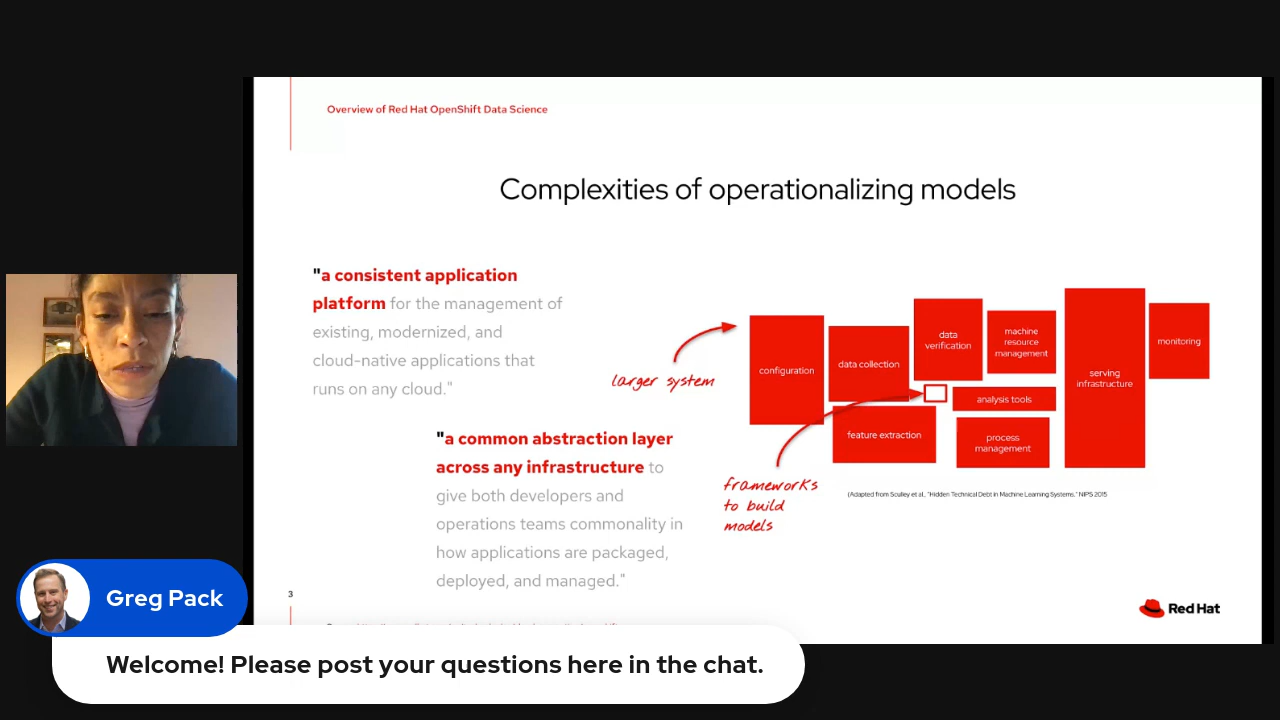 Overview of Red Hat OpenShift Data Science
Complexities of operationalizing models
"a consistent application
platform for the management of
existing, modernized, and
cloud-native applications that
runs on any cloud."
"a common abstraction layer
across any infrastructure to
give both developers and
operations teams commonality in
how applications are packaged,
deployed, and managed."
larger system
frameworks
to build
models
configuration
data collection
data
verification
machine
resource
management
analysis tools
feature extraction
process
management
serving
infrastructure
monitoring
(Adapted from Sculley et al., "Hidden Technical Debt in Machine Learning Systems." NIPS 2015
3
Red Hat
Greg Pack
Welcome! Please post your questions here in the chat.